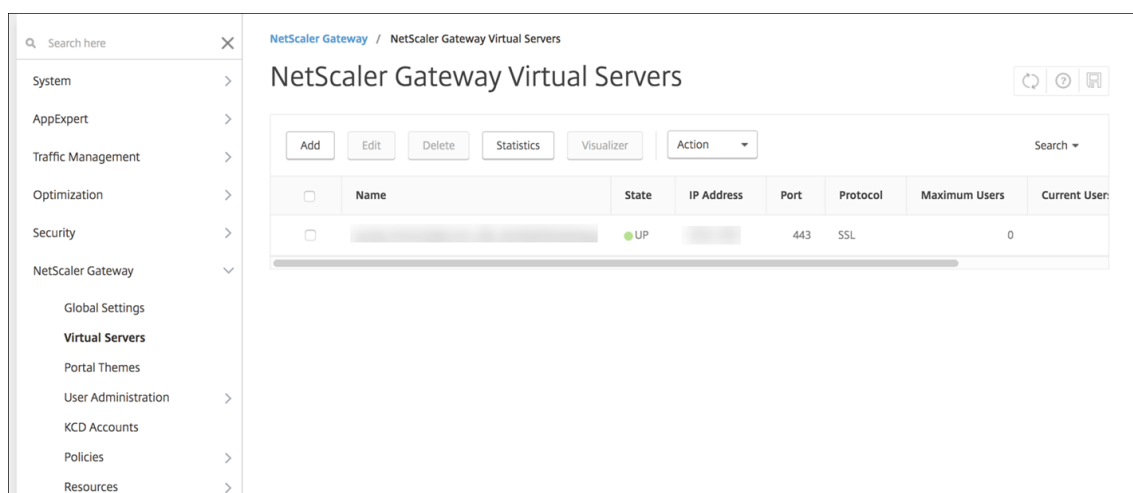 Search here
System
AppExpert
Traffic Management
Optimization
Security
NetScaler Gateway
Global Settings
Virtual Servers
Portal Themes
User Administration
KCD Accounts
Policies
Resources
NetScaler Gateway / NetScaler Gateway Virtual Servers
NetScaler Gateway Virtual Servers
Add Edit Delete Statistics Visualizer Action Search
Name State IP Address Port Protocol Maximum Users Current Users
UP 443 SSL 0